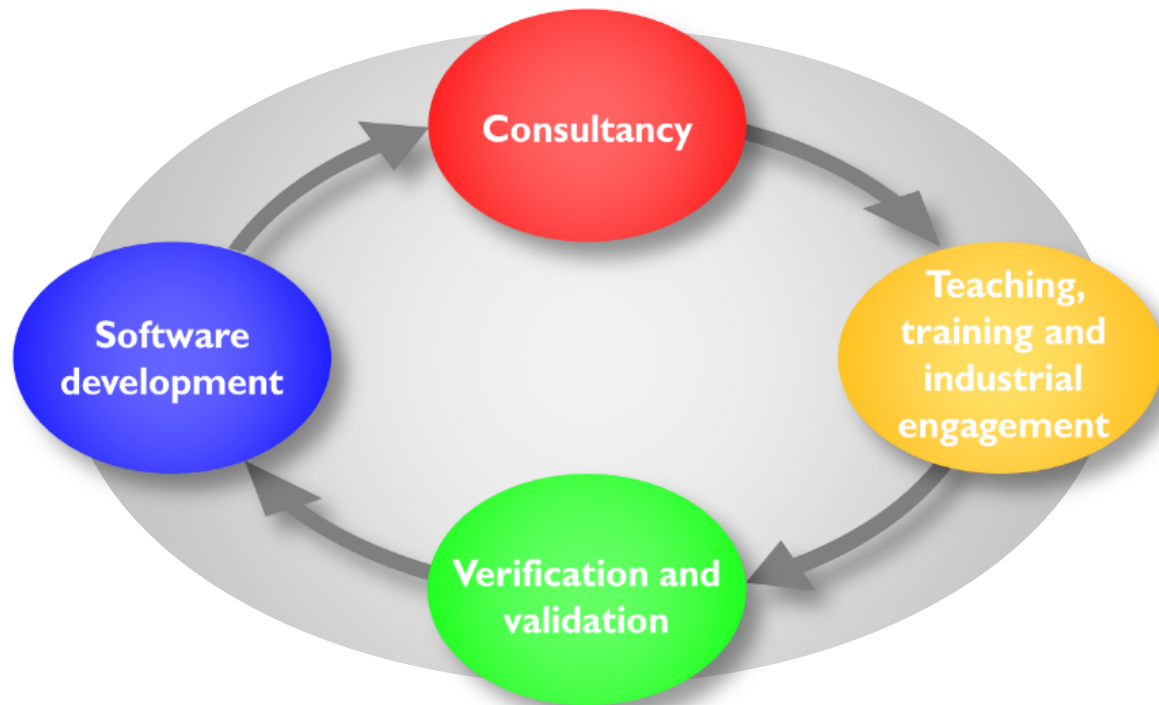 Consultancy
Teaching,
training and
industrial
engagement
Verification and
validation
Software
development